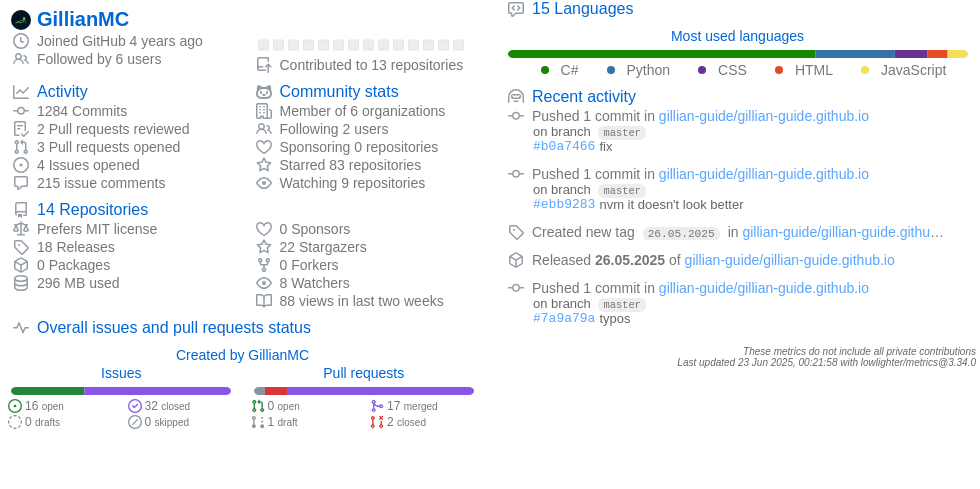 GillianMC
Joined GitHub 4 years ago
Followed by 6 users
Contributed to 13 repositories
Activity
1284 Commits
2 Pull requests reviewed
3 Pull requests opened
4 Issues opened
215 issue comments
Community stats
Member of 6 organizations
Following 2 users
Sponsoring 0 repositories
Starred 83 repositories
Watching 9 repositories
14 Repositories
Prefers MIT license
18 Releases
0 Packages
296 MB used
0 Sponsors
22 Stargazers
0 Forkers
8 Watchers
88 views in last two weeks
Overall issues and pull requests status
Created by GillianMC
Issues
16 open
32 closed
0 drafts
0 skipped
Pull requests
0 open
17 merged
1 draft
2 closed
15 Languages
Most used languages
C# Python CSS HTML JavaScript
Recent activity
Pushed 1 commit in gillian-guide/gillian-guide.github.io
on branch master
#b0a7466 fix
Pushed 1 commit in gillian-guide/gillian-guide.github.io
on branch master
#ebb9283 nvm it doesn't look better
Created new tag 26.05.2025 in gillian-guide/gillian-guide.githu…
Released 26.05.2025 of gillian-guide/gillian-guide.github.io
Pushed 1 commit in gillian-guide/gillian-guide.github.io
on branch master
#7a9a79a typos
These metrics do not include all private contributions
Last updated 23 Jun 2025, 00:21:58 with lowlighter/metrics@3.34.0